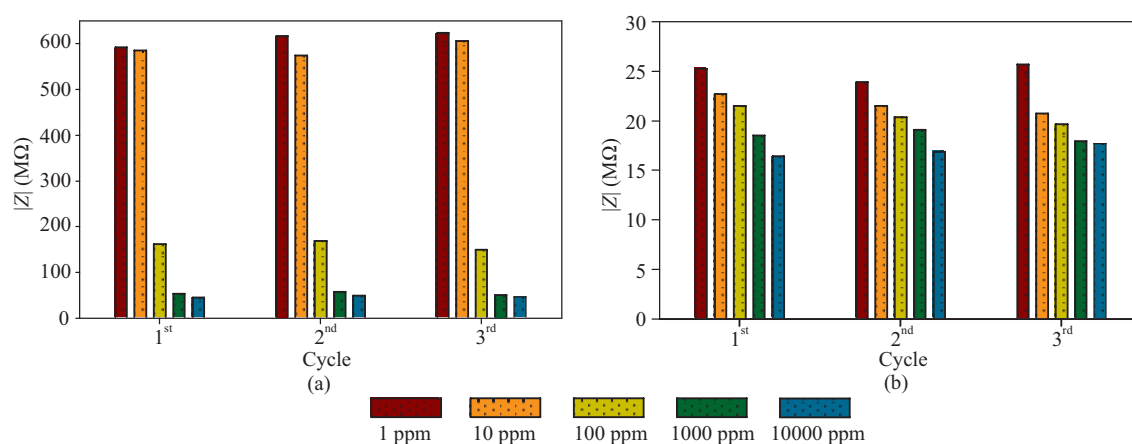 600
500
400
300
200
100
0
|Z| (MΩ)
1st
2nd
3rd
Cycle
(a)
30
25
20
15
10
5
0
|Z| (MΩ)
1st
2nd
3rd
Cycle
(b)
1 ppm 10 ppm 100 ppm 1000 ppm 10000 ppm